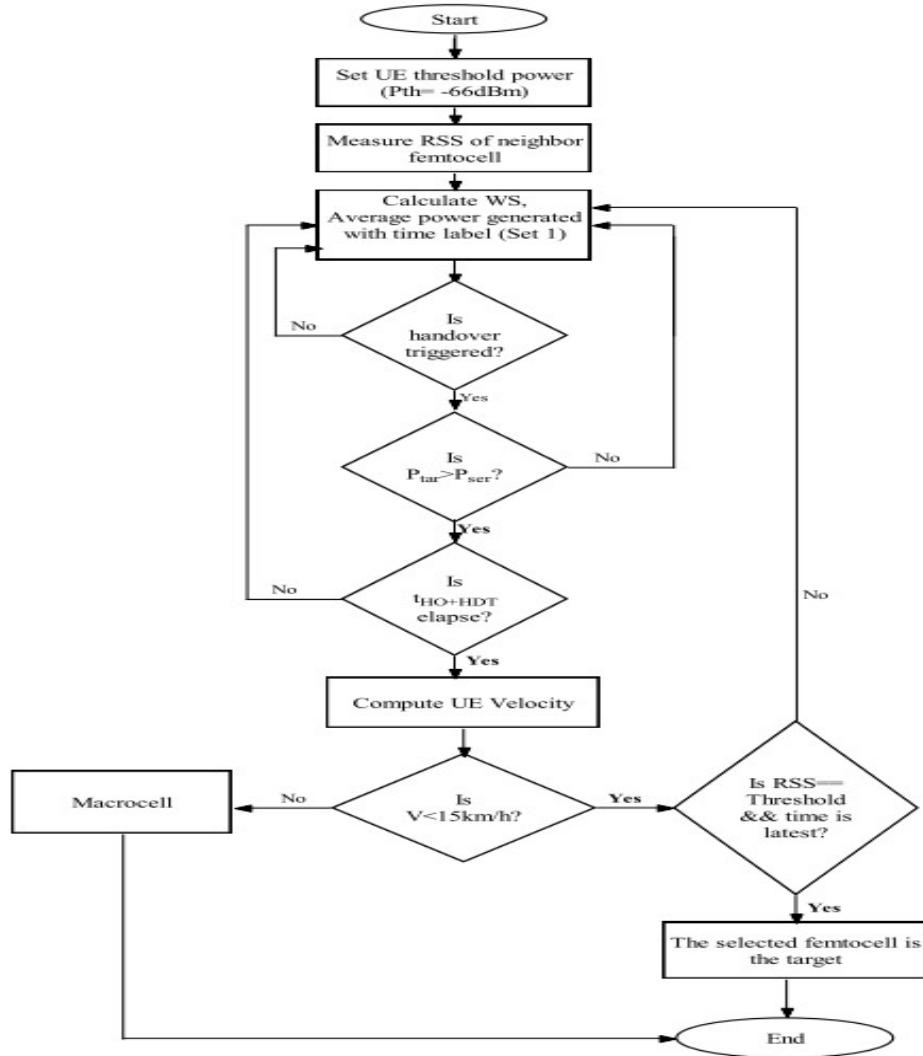 Start
Set UE threshold power
(Pth= -66dBm)
Measure RSS of neighbor
femtocell
Calculate WS,
Average power generated
with time label (Set 1)
Is
handover
triggered?
No
Yes
Is
Ptar>Pser?
No
Yes
Is
tHO+HDT
elapse?
No
Yes
No
Compute UE Velocity
Is
V<15km/h?
No
Yes
Macrocell
Is RSS==
Threshold
&& time is
latest?
Yes
The selected femtocell is
the target
End